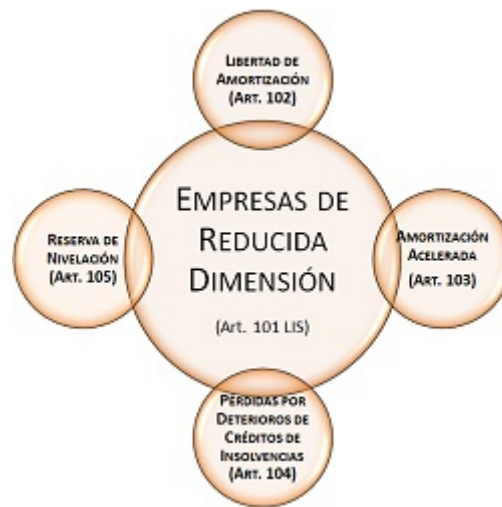 LIBERTAD DE
AMORTIZACIÓN
(ART. 102)
EMPRESAS DE
REDUCIDA
DIMENSIÓN
(Art. 101 LIS)
RESERVA DE
NIVELACIÓN
(ART. 105)
AMORTIZACIÓN
ACELERADA
(ART. 103)
PÉRDIDAS POR
DETERIOROS DE
CRÉDITOS DE
INSOLVENCIAS
(ART. 104)